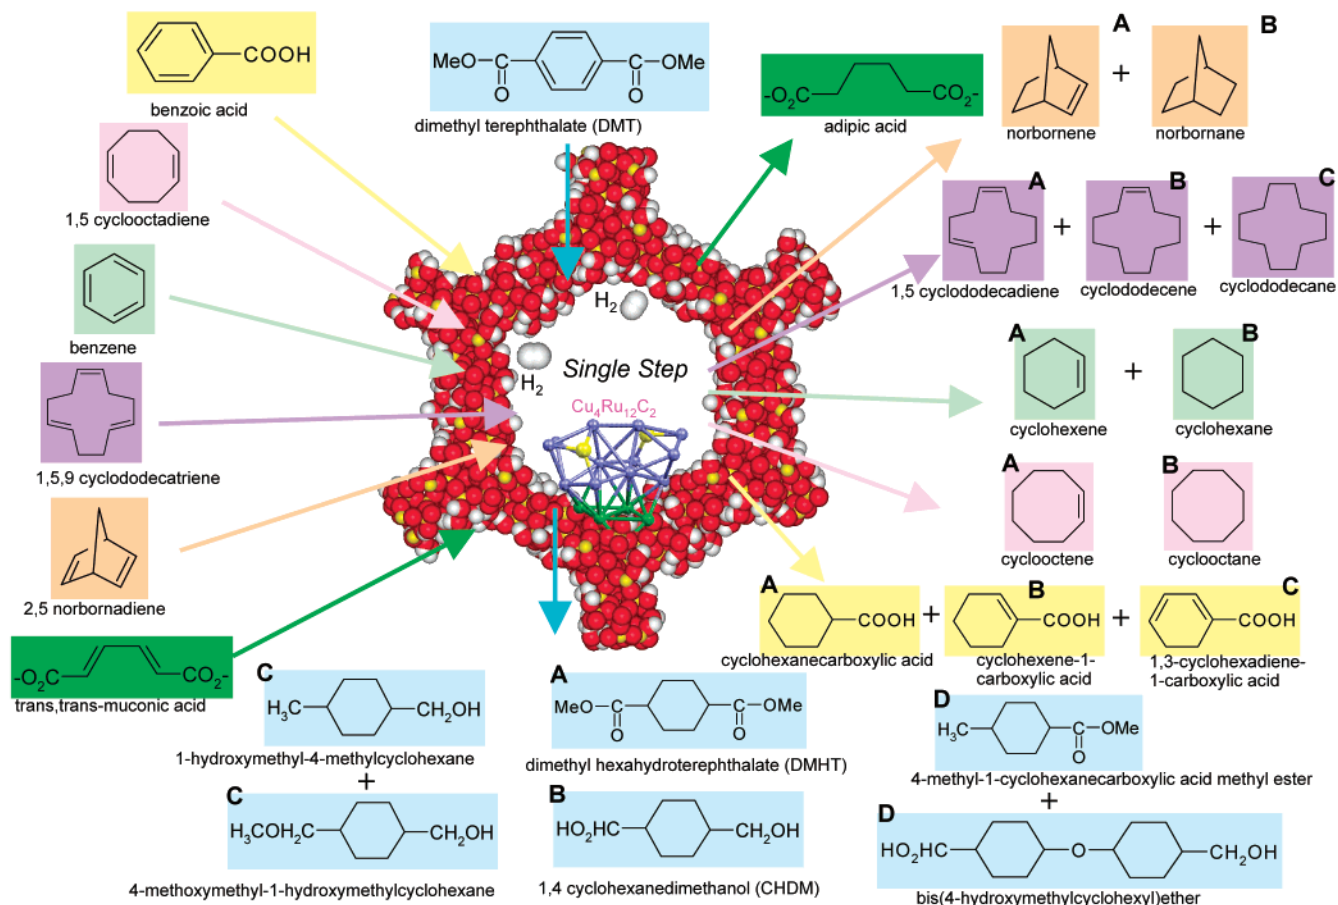 COOH
benzoic acid
MeO
OMe
O
O
dimethyl terephthalate (DMT)
-O₂C
CO₂-
adipic acid
A
B
+
norbornene
norbornane
1,5 cyclooctadiene
A
B
C
+
+
1,5 cyclododecadiene
cyclododecene
cyclododecane
benzene
H₂
H₂
Single Step
Cu₄Ru₁₂C₂
A
B
+
cyclohexene
cyclohexane
1,5,9 cyclododecatriene
A
B
cyclooctene
cyclooctane
2,5 norbornadiene
A
B
C
COOH
+
COOH
+
COOH
cyclohexanecarboxylic acid
cyclohexene-1-
carboxylic acid
1,3-cyclohexadiene-
1-carboxylic acid
-O₂C
CO₂-
trans,trans-muconic acid
C
H₃C
CH₂OH
1-hydroxymethyl-4-methylcyclohexane
+
C
H₃COH₂C
CH₂OH
4-methoxymethyl-1-hydroxymethylcyclohexane
A
MeO
OMe
O
O
dimethyl hexahydroterephthalate (DMHT)
B
HO₂HC
CH₂OH
1,4 cyclohexanedimethanol (CHDM)
D
H₃C
OMe
O
4-methyl-1-cyclohexanecarboxylic acid methyl ester
+
D
HO₂HC
O
CH₂OH
bis(4-hydroxymethylcyclohexyl)ether